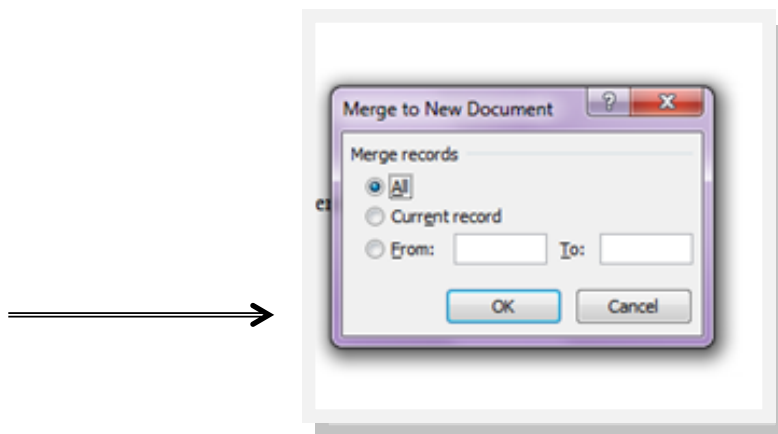 Merge to New Document
Merge records
All
Current record
From: To:
OK Cancel